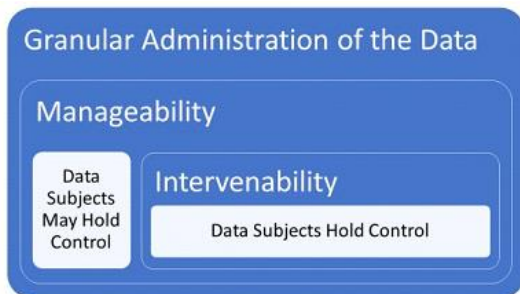 Granular Administration of the Data
Manageability
Data
Subjects
May Hold
Control
Intervenability
Data Subjects Hold Control